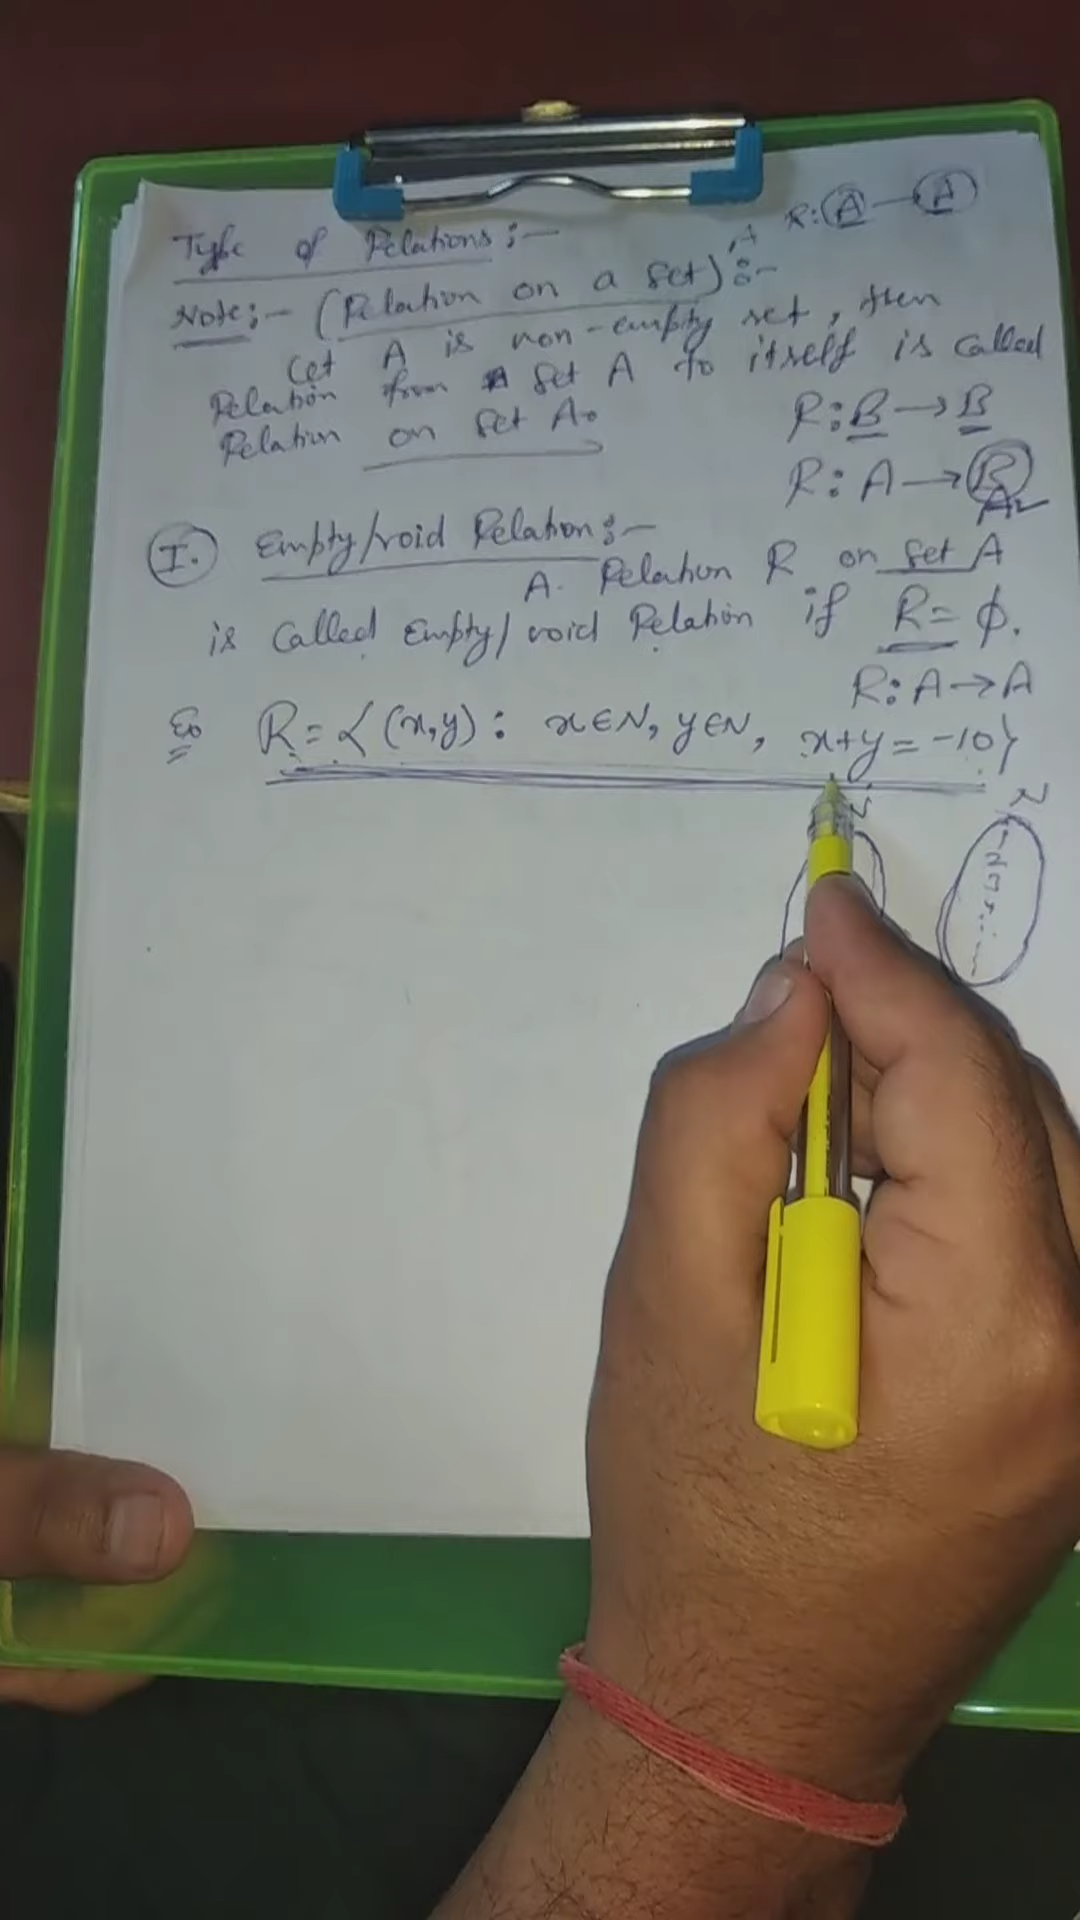 Type of Relations :-
R: A → A
Note :- (Relation on a set) :-
Let A is non-empty set, then
Relation from set A to itself is called
Relation on set A.
R: B → B
R: A → B
A
I. Empty/void Relation :-
A Relation R on set A
is called Empty/void Relation if R = ϕ.
R: A → A
Ex R = { (x,y) : x∈N, y∈N, x+y = -10}